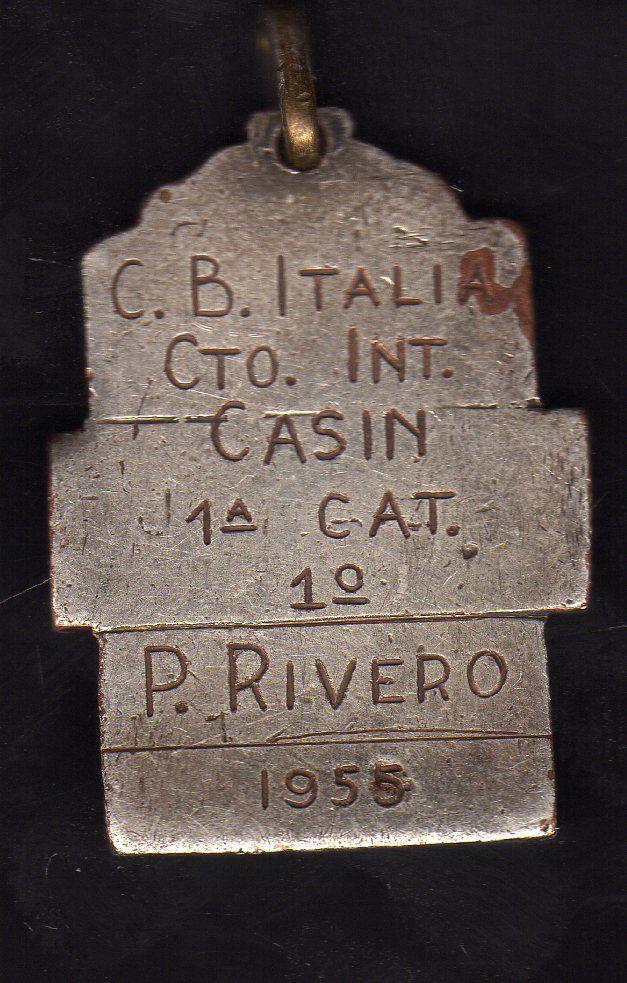 C. B. ITALIA
CTO. INT.
CASIN
1ª CAT.
1º
P. RIVERO
1955